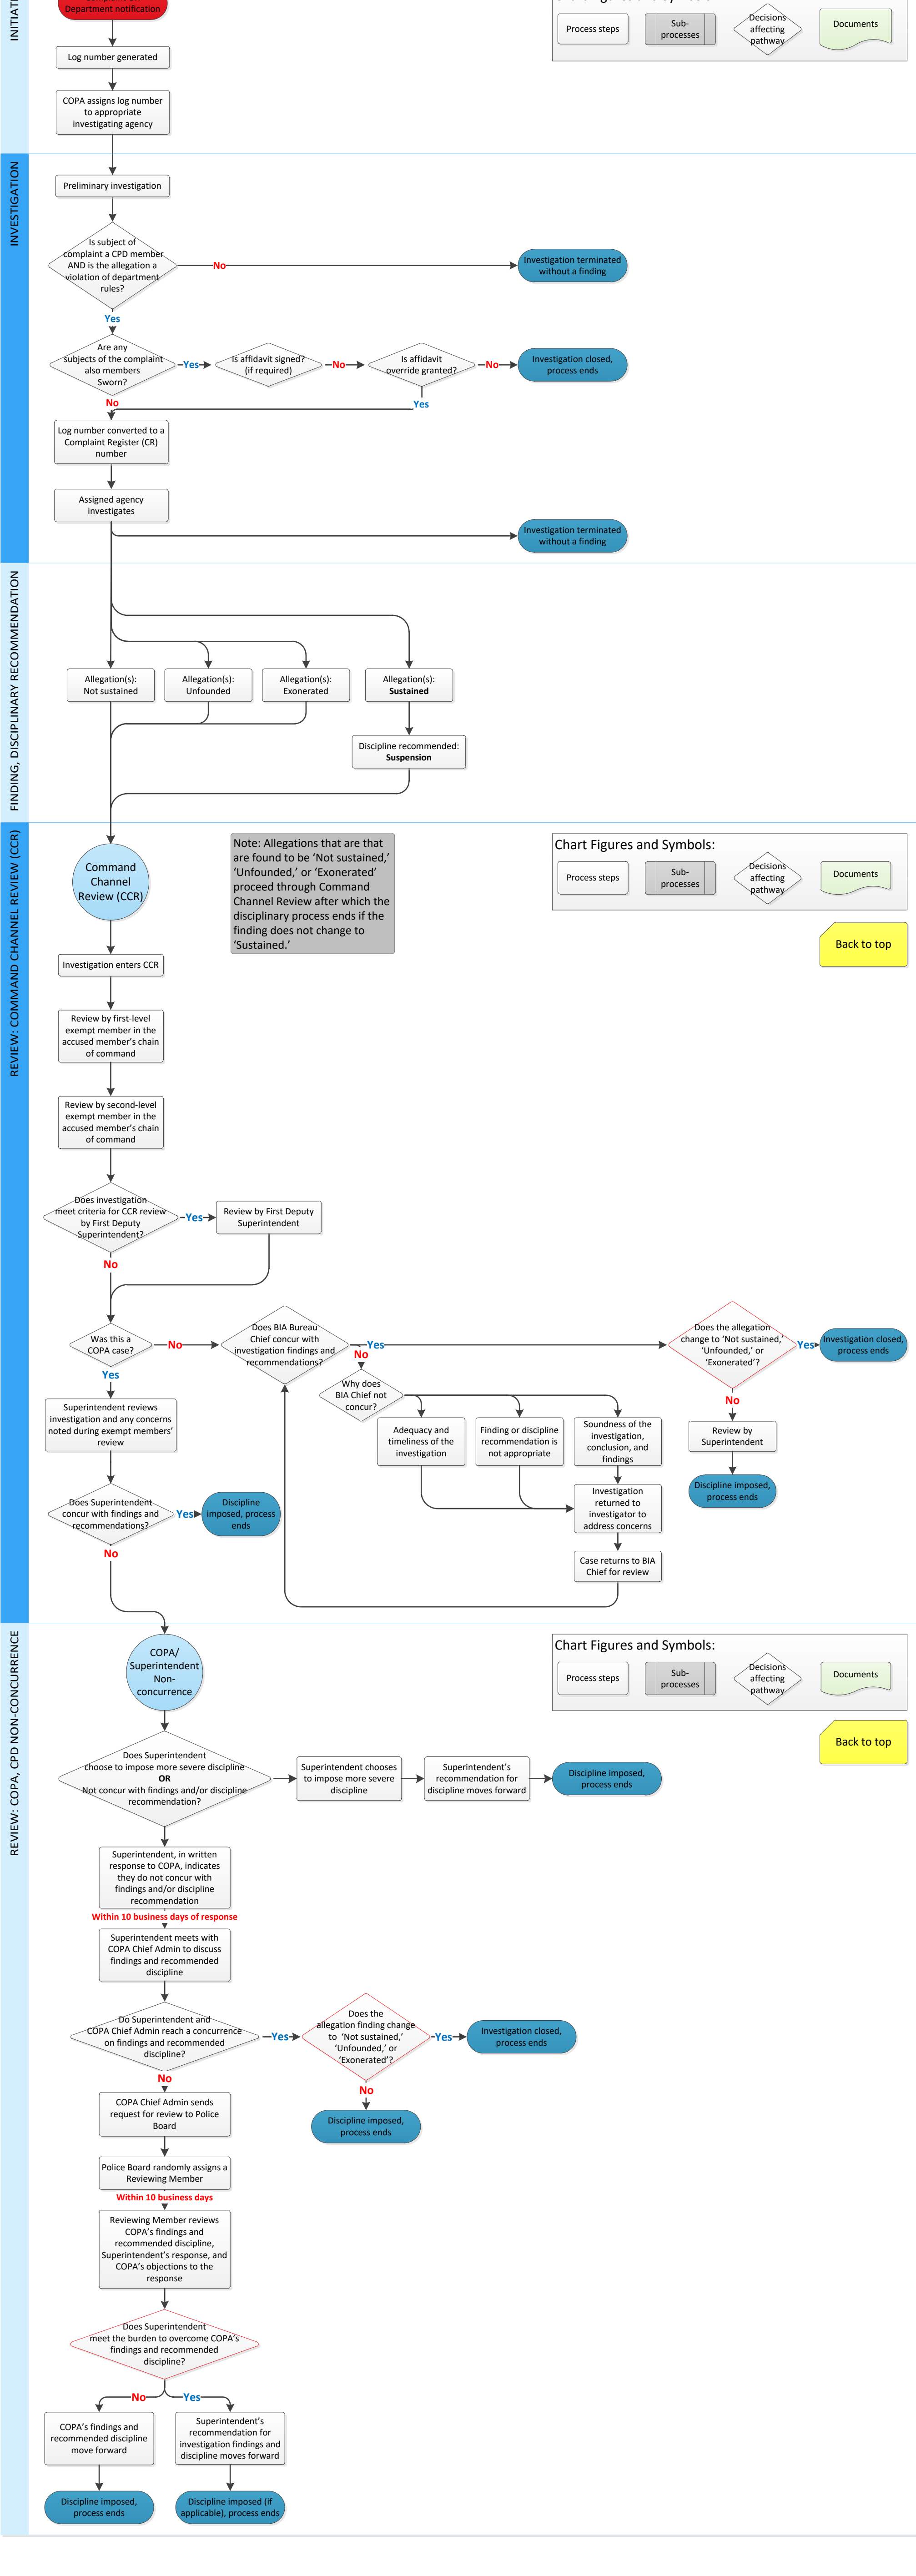 INITIATI
Department notification
Process steps
Sub-
processes
Decisions
affecting
pathway
Documents
Log number generated
COPA assigns log number
to appropriate
investigating agency
INVESTIGATION
Preliminary investigation
Is subject of
complaint a CPD member
AND is the allegation a
violation of department
rules?
No
Investigation terminated
without a finding
Yes
Are any
subjects of the complaint
also members
Sworn?
Yes
Is affidavit signed?
(if required)
No
Is affidavit
override granted?
No
Investigation closed,
process ends
No
Yes
Log number converted to a
Complaint Register (CR)
number
Assigned agency
investigates
Investigation terminated
without a finding
FINDING, DISCIPLINARY RECOMMENDATION
Allegation(s):
Not sustained
Allegation(s):
Unfounded
Allegation(s):
Exonerated
Allegation(s):
Sustained
Discipline recommended:
Suspension
REVIEW: COMMAND CHANNEL REVIEW (CCR)
Command
Channel
Review (CCR)
Note: Allegations that are that
are found to be ‘Not sustained,’
‘Unfounded,’ or ‘Exonerated’
proceed through Command
Channel Review after which the
disciplinary process ends if the
finding does not change to
‘Sustained.’
Chart Figures and Symbols:
Process steps
Sub-
processes
Decisions
affecting
pathway
Documents
Back to top
Investigation enters CCR
Review by first-level
exempt member in the
accused member’s chain
of command
Review by second-level
exempt member in the
accused member’s chain
of command
Does investigation
meet criteria for CCR review
by First Deputy
Superintendent?
Yes
Review by First Deputy
Superintendent
No
Was this a
COPA case?
No
Does BIA Bureau
Chief concur with
investigation findings and
recommendations?
Yes
Does the allegation
change to ‘Not sustained,’
‘Unfounded,’ or
‘Exonerated’?
Yes
Investigation closed,
process ends
No
Why does
BIA Chief not
concur?
Yes
No
Superintendent reviews
investigation and any concerns
noted during exempt members’
review
Adequacy and
timeliness of the
investigation
Finding or discipline
recommendation is
not appropriate
Soundness of the
investigation,
conclusion, and
findings
Review by
Superintendent
Discipline imposed,
process ends
Does Superintendent
concur with findings and
recommendations?
Yes
Discipline
imposed, process
ends
Investigation
returned to
investigator to
address concerns
No
Case returns to BIA
Chief for review
REVIEW: COPA, CPD NON-CONCURRENCE
COPA/
Superintendent
Non-
concurrence
Chart Figures and Symbols:
Process steps
Sub-
processes
Decisions
affecting
pathway
Documents
Back to top
Does Superintendent
choose to impose more severe discipline
OR
Not concur with findings and/or discipline
recommendation?
Superintendent chooses
to impose more severe
discipline
Superintendent’s
recommendation for
discipline moves forward
Discipline imposed,
process ends
Superintendent, in written
response to COPA, indicates
they do not concur with
findings and/or discipline
recommendation
Within 10 business days of response
Superintendent meets with
COPA Chief Admin to discuss
findings and recommended
discipline
Do Superintendent and
COPA Chief Admin reach a concurrence
on findings and recommended
discipline?
Yes
Does the
allegation finding change
to ‘Not sustained,’
‘Unfounded,’ or
‘Exonerated’?
Yes
Investigation closed,
process ends
No
No
COPA Chief Admin sends
request for review to Police
Board
Discipline imposed,
process ends
Police Board randomly assigns a
Reviewing Member
Within 10 business days
Reviewing Member reviews
COPA’s findings and
recommended discipline,
Superintendent’s response, and
COPA’s objections to the
response
Does Superintendent
meet the burden to overcome COPA’s
findings and recommended
discipline?
No
Yes
COPA’s findings and
recommended discipline
move forward
Superintendent’s
recommendation for
investigation findings and
discipline moves forward
Discipline imposed,
process ends
Discipline imposed (if
applicable), process ends